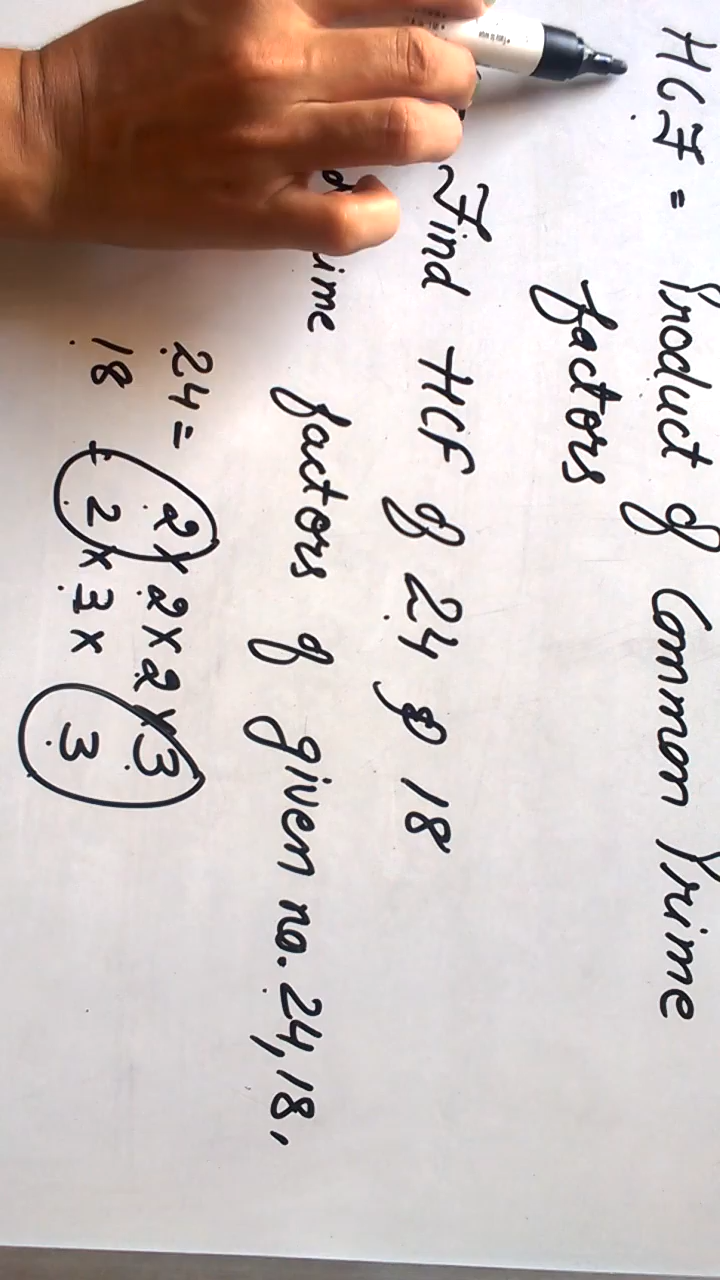 HCF = Product of Common Prime
factors
Find HCF of 24 & 18
factors of given no. 24, 18,
24 = 2 x 2 x 2 x 3
18 = 2 x 3 x 3